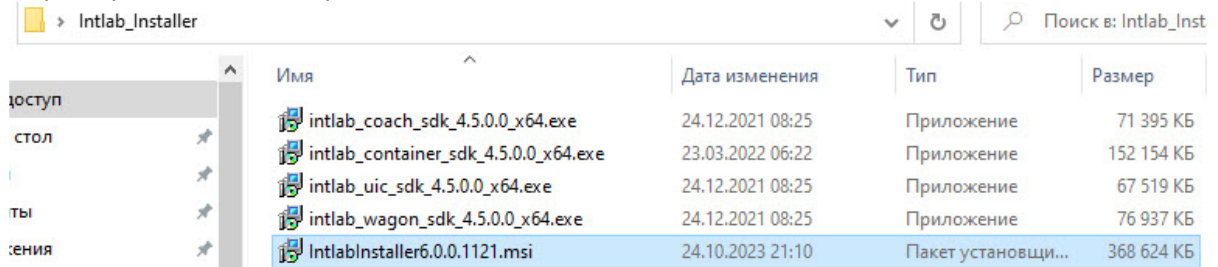 Intlab_Installer
Поиск в: Intlab_Inst
Имя Дата изменения Тип Размер
доступ
стол
ты
жения
intlab_coach_sdk_4.5.0.0_x64.exe 24.12.2021 08:25 Приложение 71 395 КБ
intlab_container_sdk_4.5.0.0_x64.exe 23.03.2022 06:22 Приложение 152 154 КБ
intlab_uic_sdk_4.5.0.0_x64.exe 24.12.2021 08:25 Приложение 67 519 КБ
intlab_wagon_sdk_4.5.0.0_x64.exe 24.12.2021 08:25 Приложение 76 937 КБ
IntlabInstaller6.0.0.1121.msi 24.10.2023 21:10 Пакет установщи... 368 624 КБ